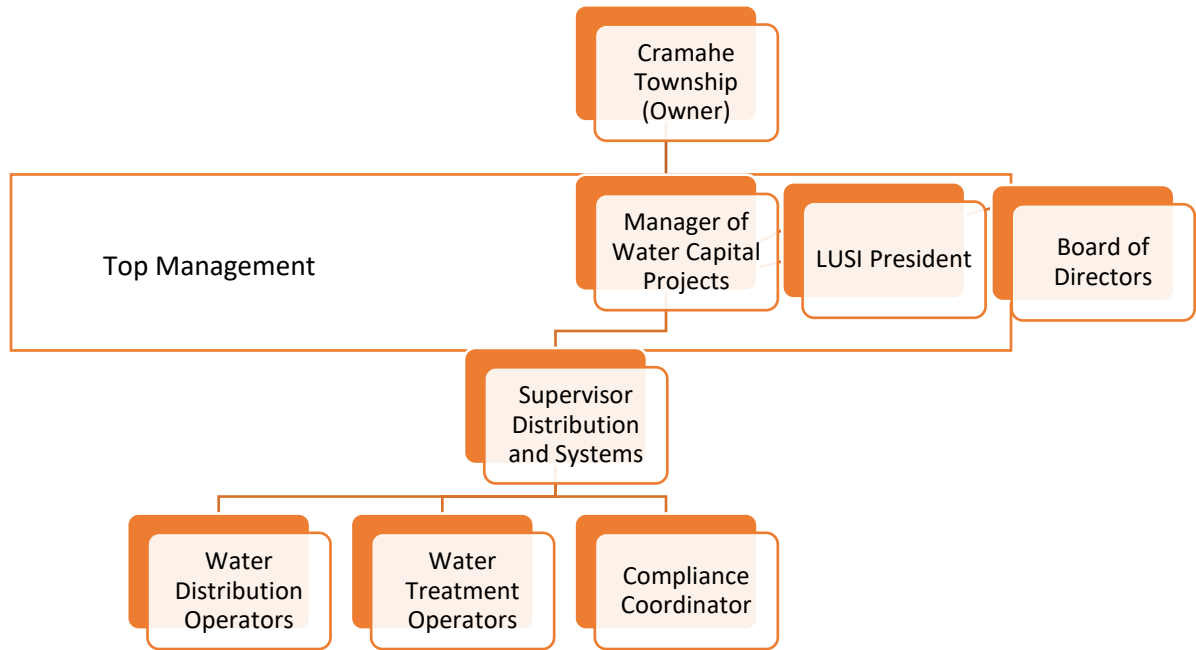 Cramahe
Township
(Owner)
Top Management
Manager of
Water Capital
Projects
LUSI President
Board of
Directors
Supervisor
Distribution
and Systems
Water
Distribution
Operators
Water
Treatment
Operators
Compliance
Coordinator